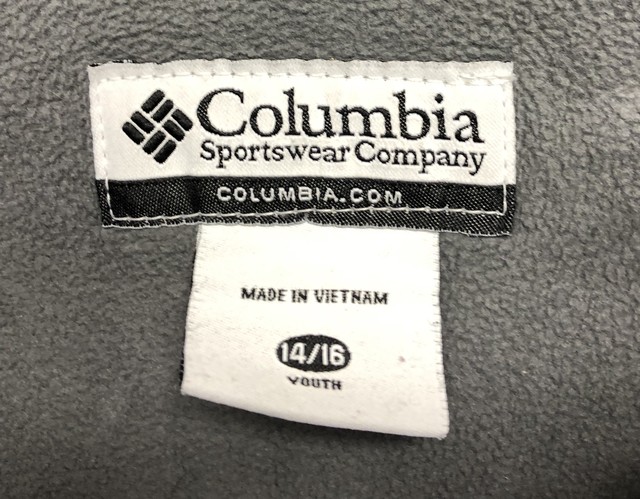 Columbia
Sportswear Company
COLUMBIA.COM
MADE IN VIETNAM
14/16
YOUTH